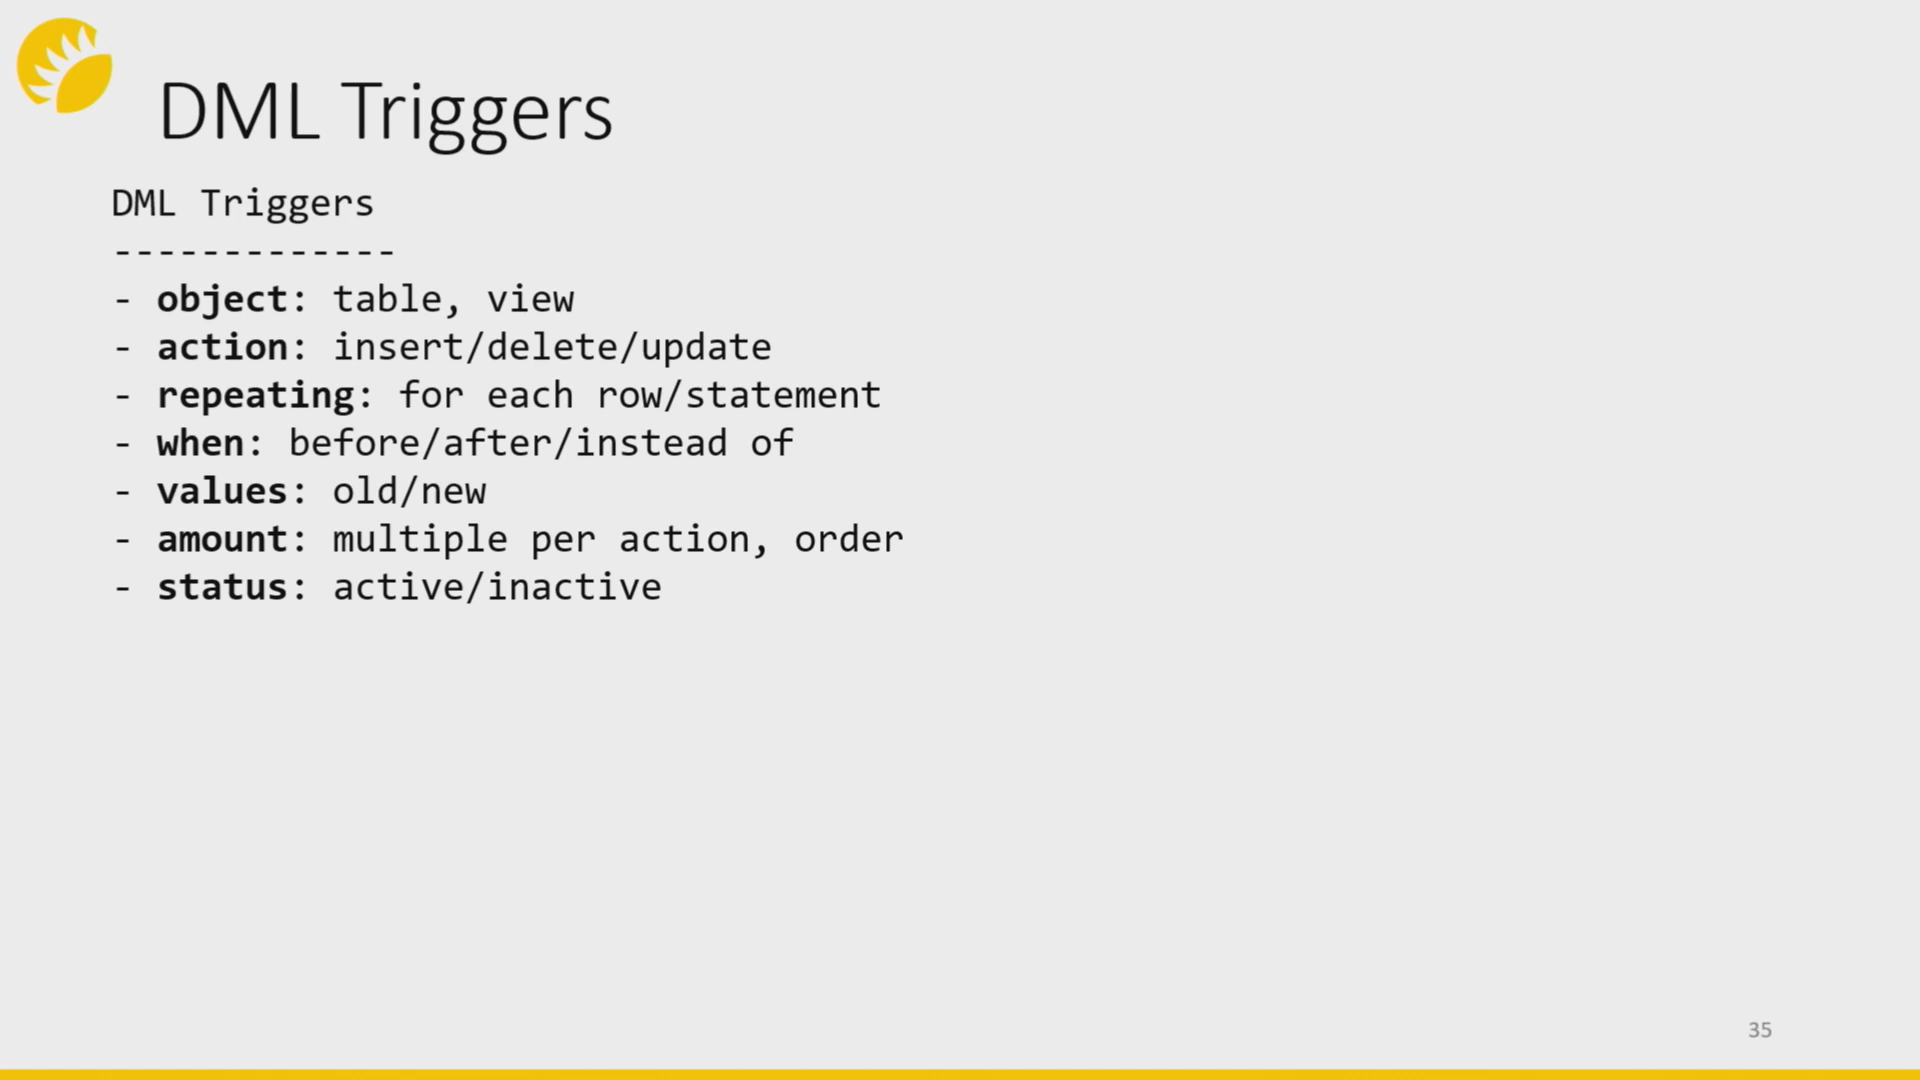 DML Triggers
DML Triggers
-------------
- object: table, view
- action: insert/delete/update
- repeating: for each row/statement
- when: before/after/instead of
- values: old/new
- amount: multiple per action, order
- status: active/inactive
35